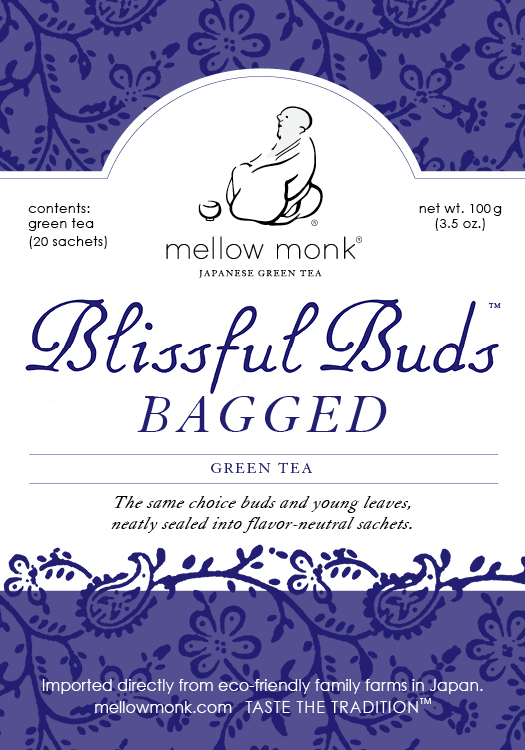 contents:
green tea
(20 sachets)
net wt. 100g
(3.5 oz.)
®
mellow monk®
JAPANESE GREEN TEA
Blissful Buds™
BAGGED
GREEN TEA
The same choice buds and young leaves,
neatly sealed into flavor-neutral sachets.
Imported directly from eco-friendly family farms in Japan.
mellowmonk.com TASTE THE TRADITION™